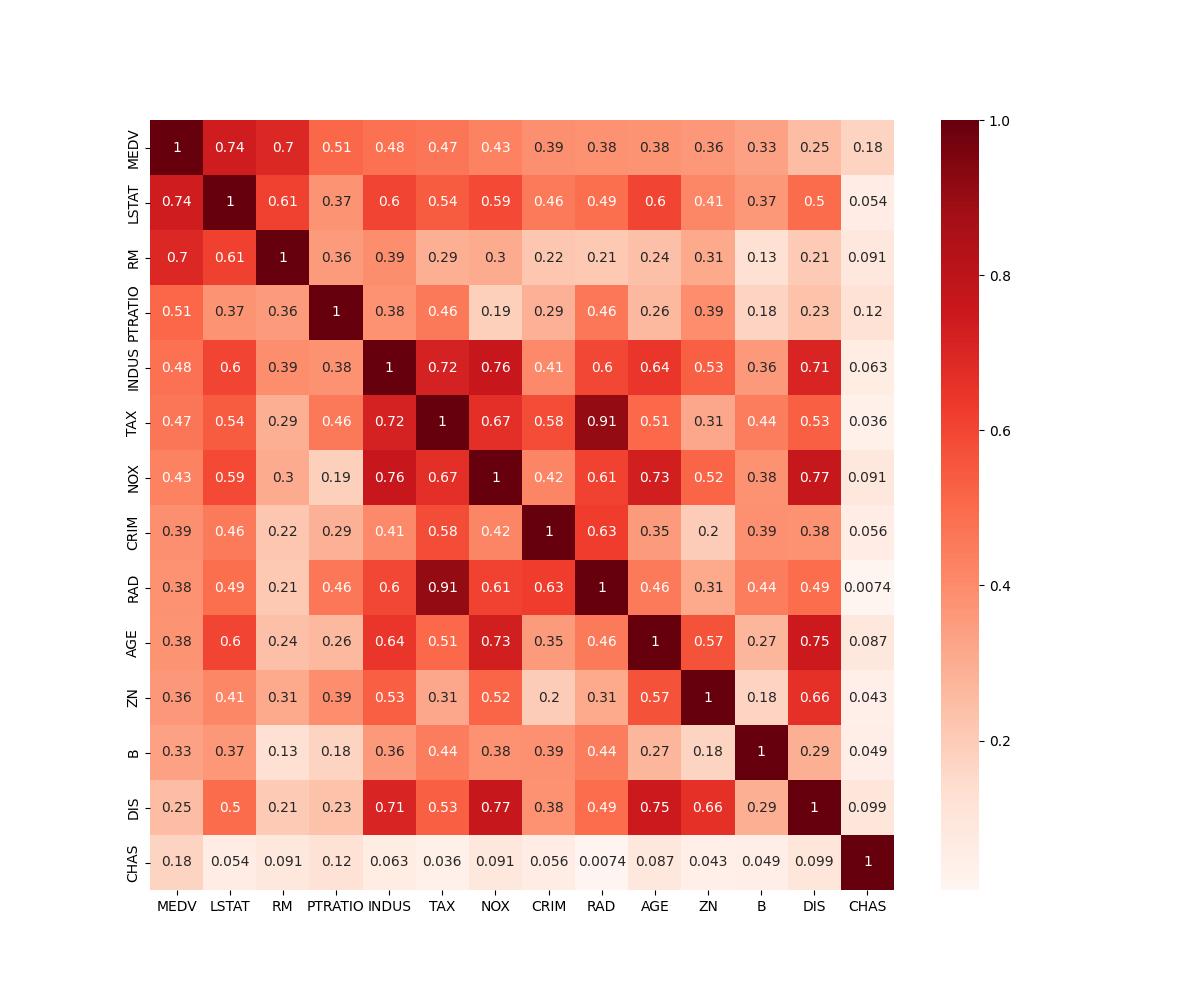 MEDV 1 0.74 0.7 0.51 0.48 0.47 0.43 0.39 0.38 0.38 0.36 0.33 0.25 0.18
LSTAT 0.74 1 0.61 0.37 0.6 0.54 0.59 0.46 0.49 0.6 0.41 0.37 0.5 0.054
RM 0.7 0.61 1 0.36 0.39 0.29 0.3 0.22 0.21 0.24 0.31 0.13 0.21 0.091
PTRATIO 0.51 0.37 0.36 1 0.38 0.46 0.19 0.29 0.46 0.26 0.39 0.18 0.23 0.12
INDUS 0.48 0.6 0.39 0.38 1 0.72 0.76 0.41 0.6 0.64 0.53 0.36 0.71 0.063
TAX 0.47 0.54 0.29 0.46 0.72 1 0.67 0.58 0.91 0.51 0.31 0.44 0.53 0.036
NOX 0.43 0.59 0.3 0.19 0.76 0.67 1 0.42 0.61 0.73 0.52 0.38 0.77 0.091
CRIM 0.39 0.46 0.22 0.29 0.41 0.58 0.42 1 0.63 0.35 0.2 0.39 0.38 0.056
RAD 0.38 0.49 0.21 0.46 0.6 0.91 0.61 0.63 1 0.46 0.31 0.44 0.49 0.0074
AGE 0.38 0.6 0.24 0.26 0.64 0.51 0.73 0.35 0.46 1 0.57 0.27 0.75 0.087
ZN 0.36 0.41 0.31 0.39 0.53 0.31 0.52 0.2 0.31 0.57 1 0.18 0.66 0.043
B 0.33 0.37 0.13 0.18 0.36 0.44 0.38 0.39 0.27 0.18 1 0.29 0.049
DIS 0.25 0.5 0.21 0.23 0.71 0.53 0.77 0.38 0.49 0.75 0.66 0.29 1 0.099
CHAS 0.18 0.054 0.091 0.12 0.063 0.036 0.091 0.056 0.0074 0.087 0.043 0.049 0.099 1
MEDV LSTAT RM PTRATIO INDUS TAX NOX CRIM RAD AGE ZN B DIS CHAS
1.0
0.8
0.6
0.4
0.2